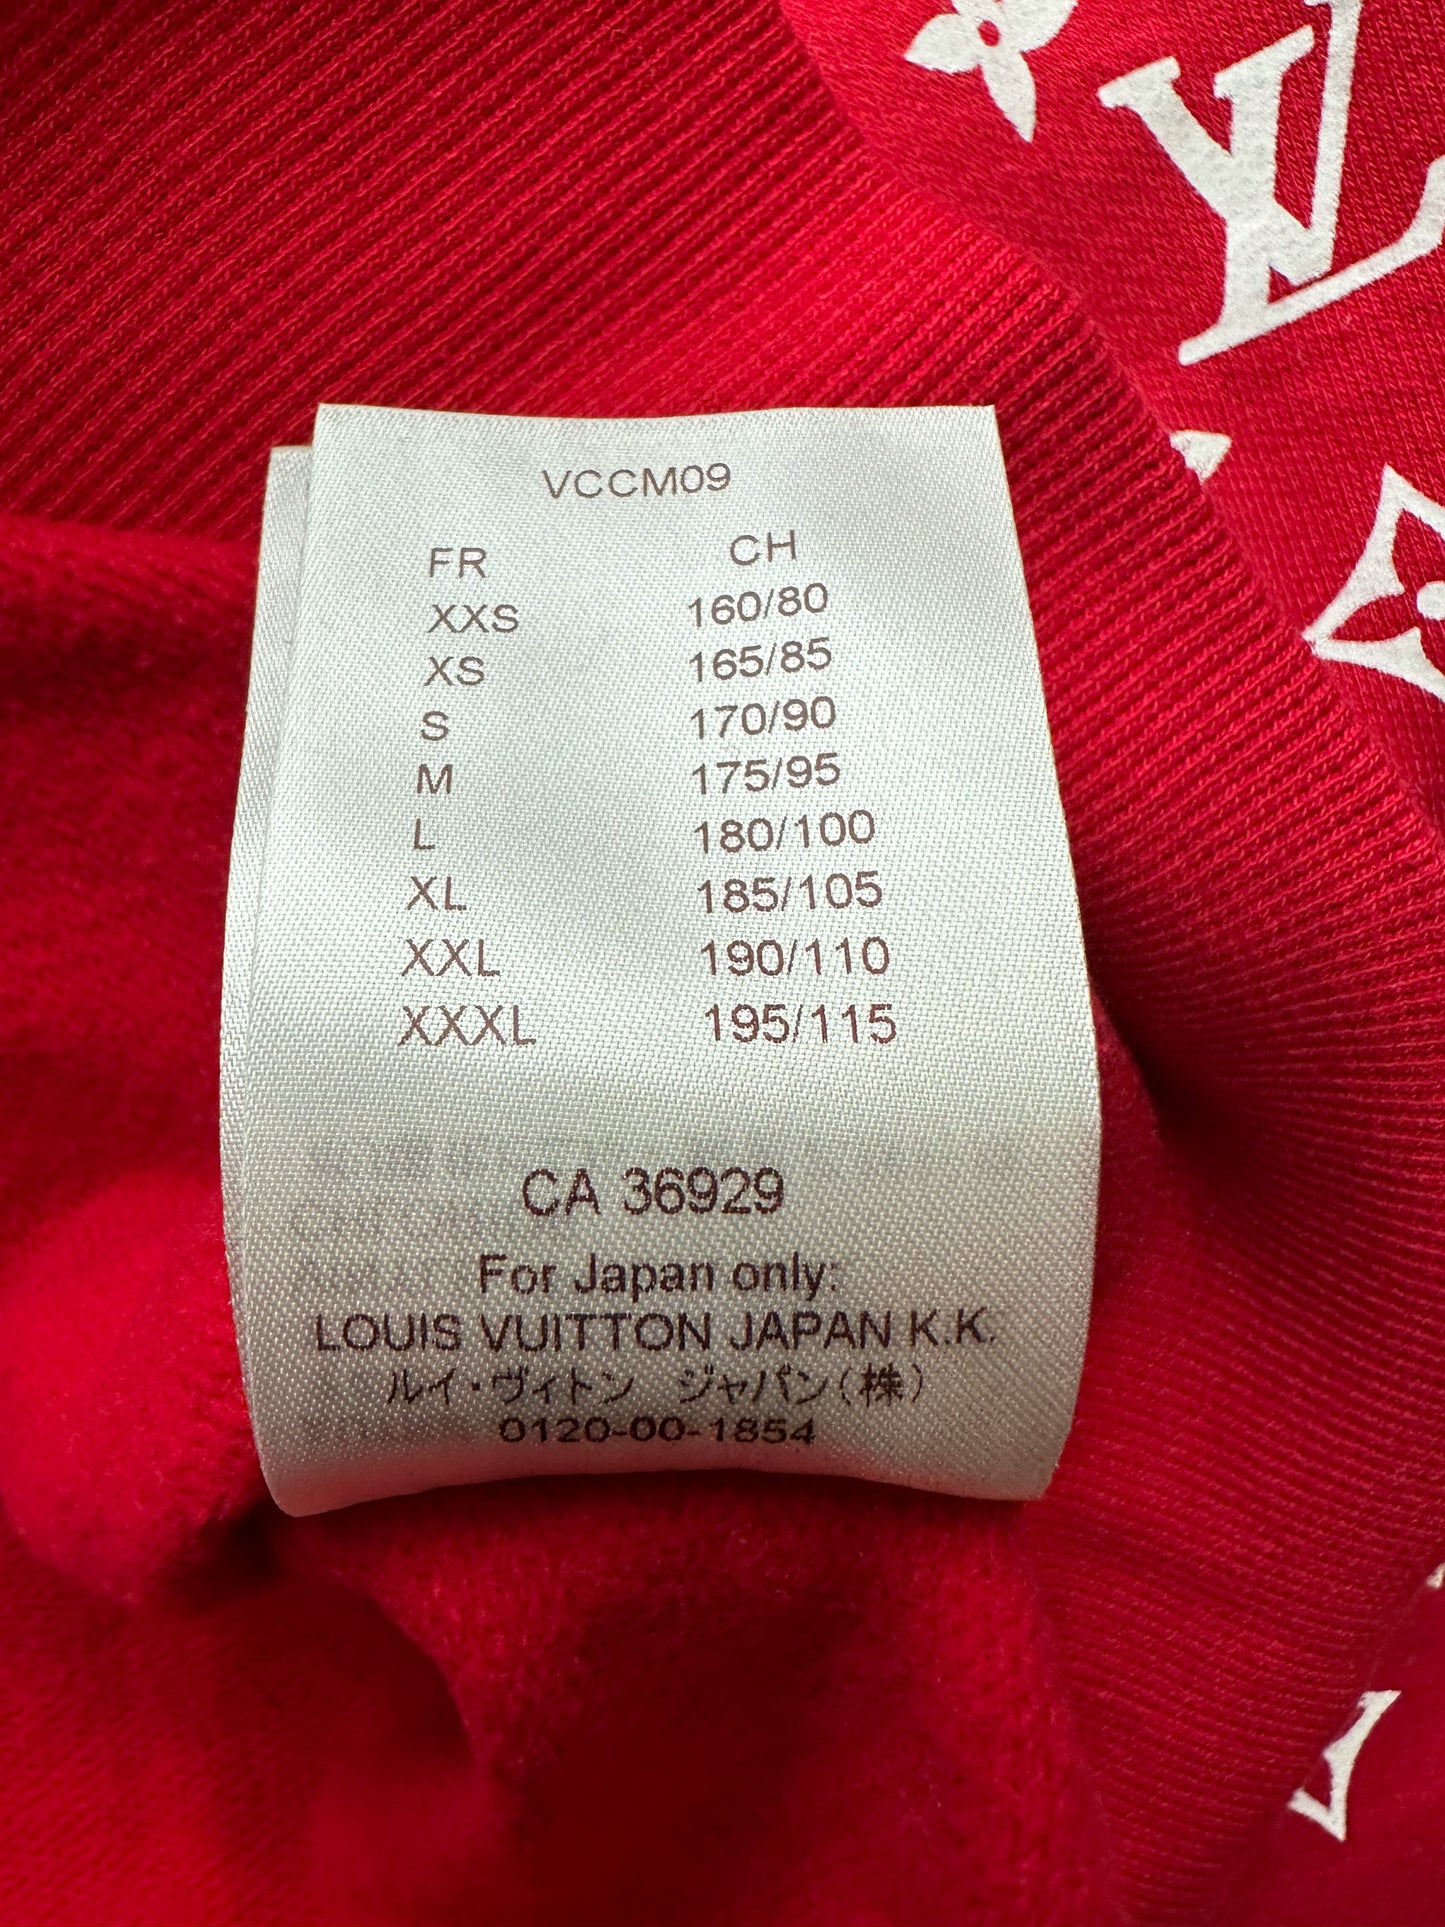 VCCM09
FR CH
XXS 160/80
XS 165/85
S 170/90
M 175/95
L 180/100
XL 185/105
XXL 190/110
XXXL 195/115
CA 36929
For Japan only:
LOUIS VUITTON JAPAN K.K.
ルイ・ヴィトン ジャパン(株)
0120-00-1854
LV